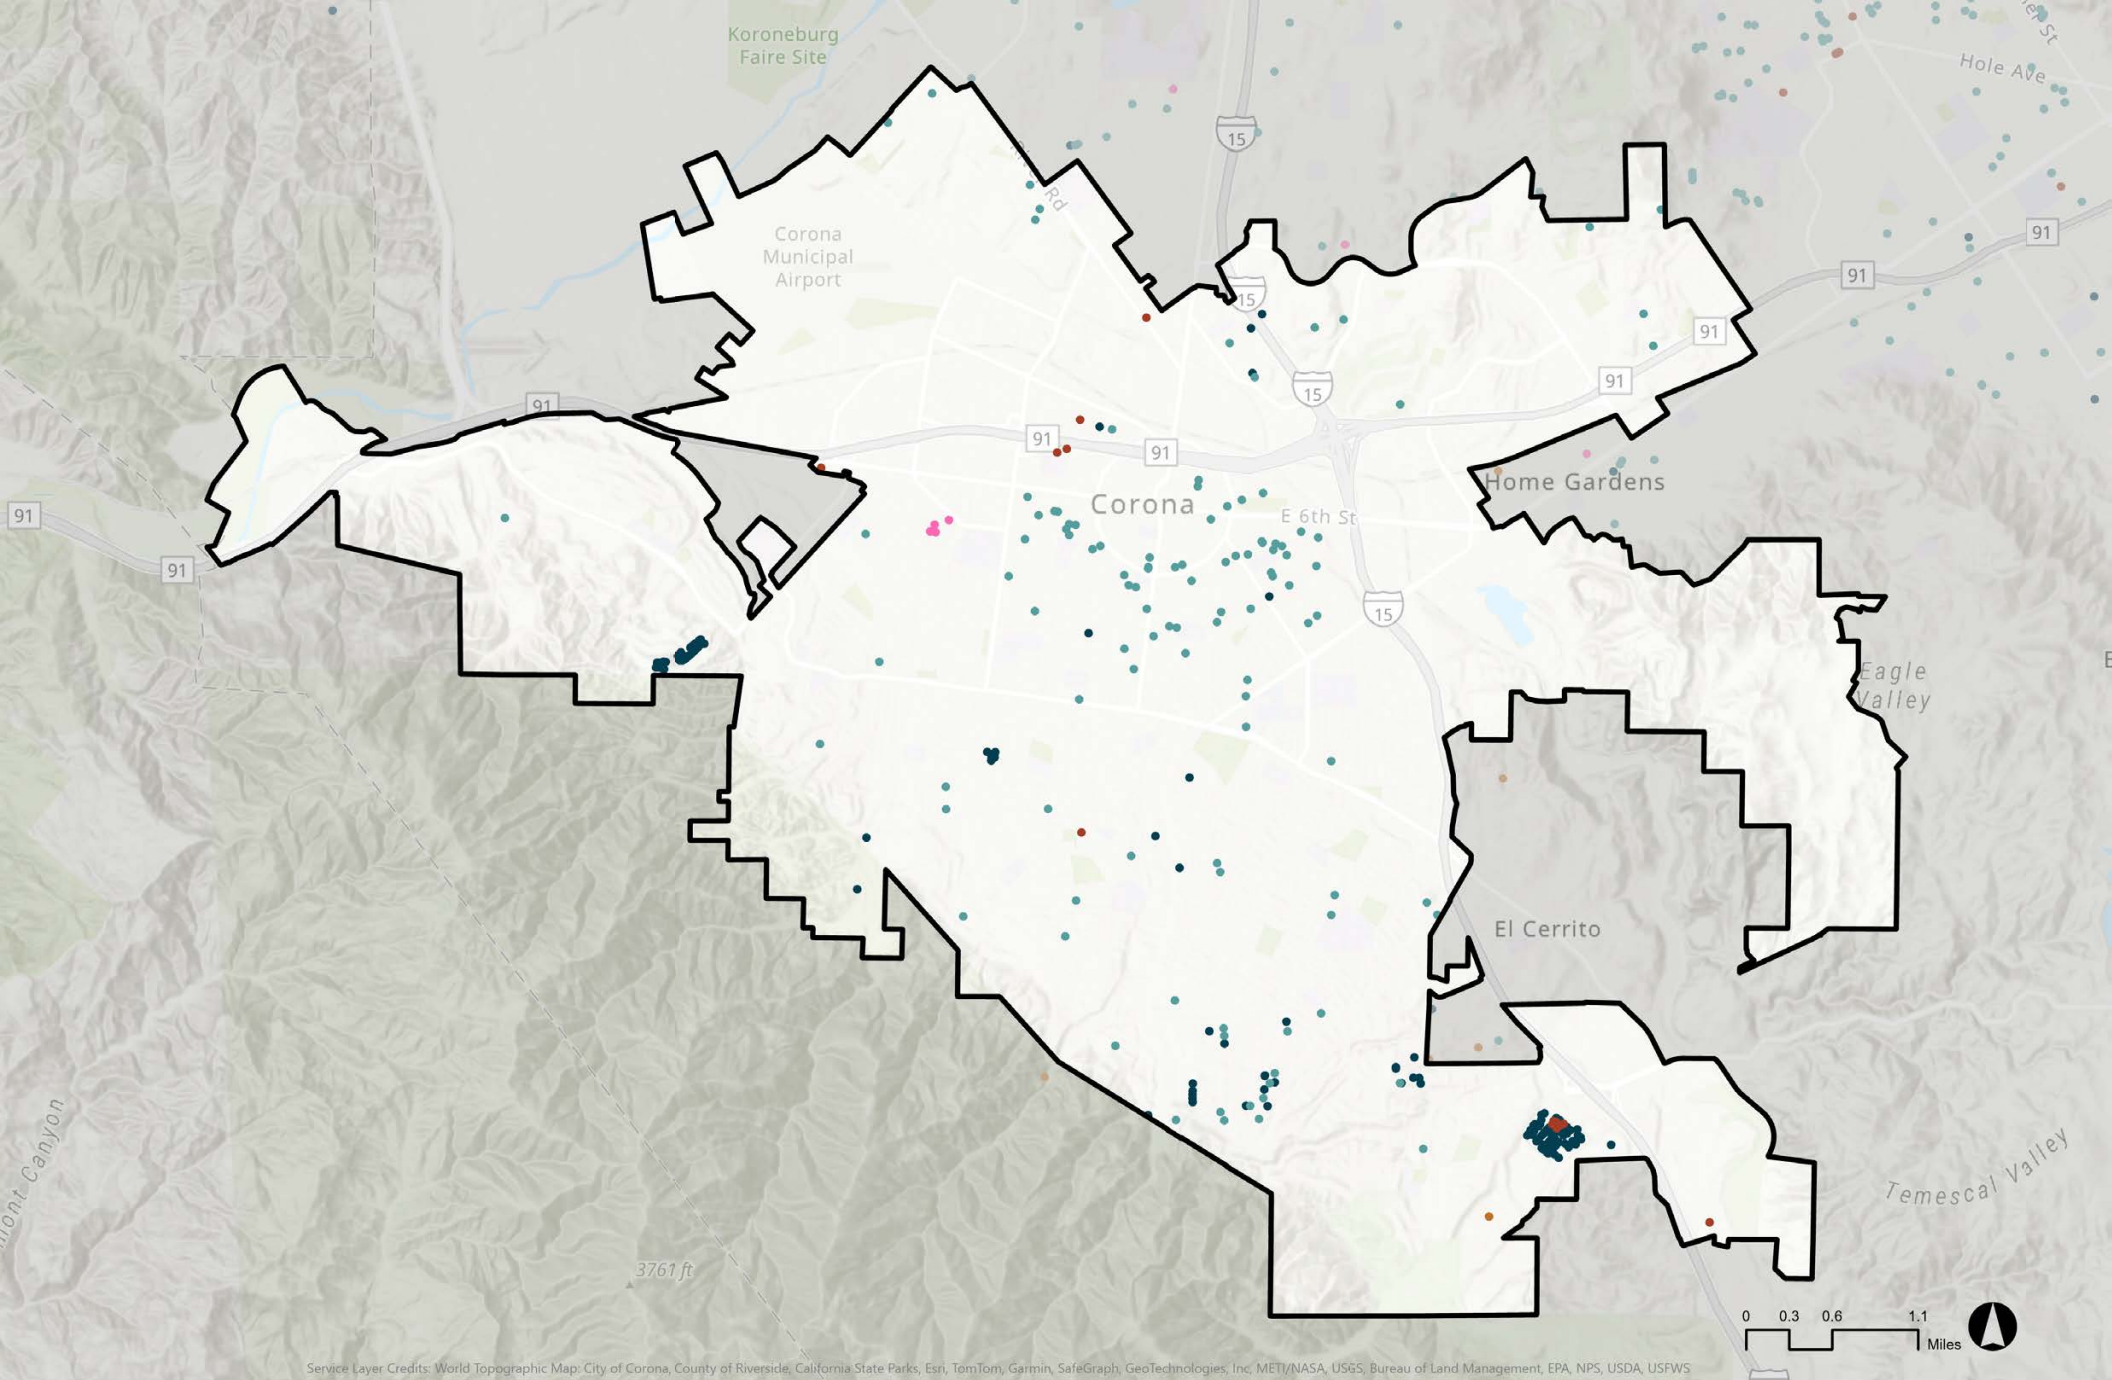 Koroneburg
Faire Site
Hole Ave
15
Rd
Corona
Municipal
Airport
91
15
91
91
91
15
91
91
91
91
Corona
E 6th St
Home Gardens
91
91
15
Eagle
Valley
El Cerrito
Temescal Valley
3761 ft
0 0.3 0.6 1.1
Miles
Service Layer Credits: World Topographic Map: City of Corona, County of Riverside, California State Parks, Esri, TomTom, Garmin, SafeGraph, GeoTechnologies, Inc, METI/NASA, USGS, Bureau of Land Management, EPA, NPS, USDA, USFWS